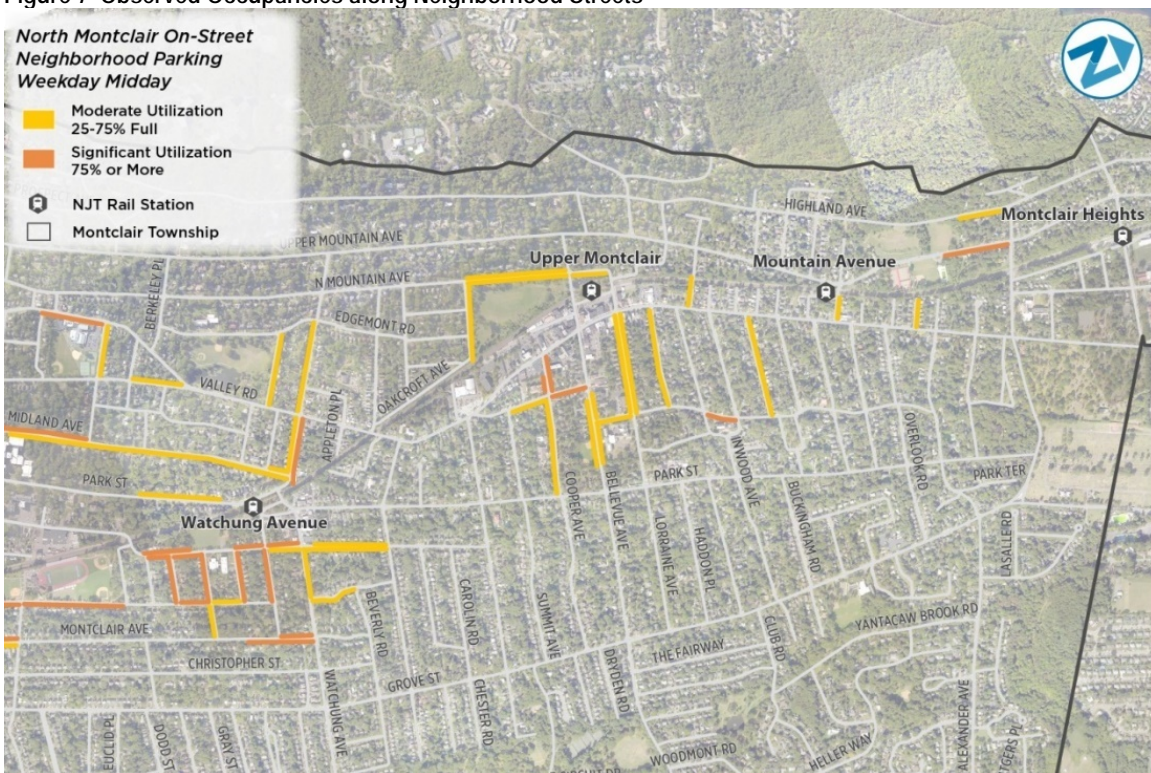 Figure 7 Observed Occupancies along Neighborhood Streets
North Montclair On-Street
Neighborhood Parking
Weekday Midday
Moderate Utilization
25-75% Full
Significant Utilization
75% or More
NJT Rail Station
Montclair Township
HIGHLAND AVE
Montclair Heights
UPPER MOUNTAIN AVE
Upper Montclair
Mountain Avenue
N MOUNTAIN AVE
BERKELEY PL
EDGEMONT RD
VALLEY RD
OAKCROFT AVE
APPLETON PL
MIDLAND AVE
OVERLOOK RD
INWOOD AVE
PARK ST
PARK ST
PARK TER
COOPER AVE
BELLEVUE AVE
BUCKINGHAM RD
Watchung Avenue
LORRAINE AVE
HADDON PL
LASALLE RD
BEVERLY RD
CAROLIN RD
SUMMIT AVE
YANTACAW BROOK RD
MONTCLAIR AVE
CLUB RD
THE FAIRWAY
CHRISTOPHER ST
GROVE ST
WATCHUNG AVE
CHESTER RD
DRYDEN RD
ALEXANDER AVE
EUCLID PL
DODD ST
GRAY ST
WOODMONT RD
HELLER WAY
TGERS PL